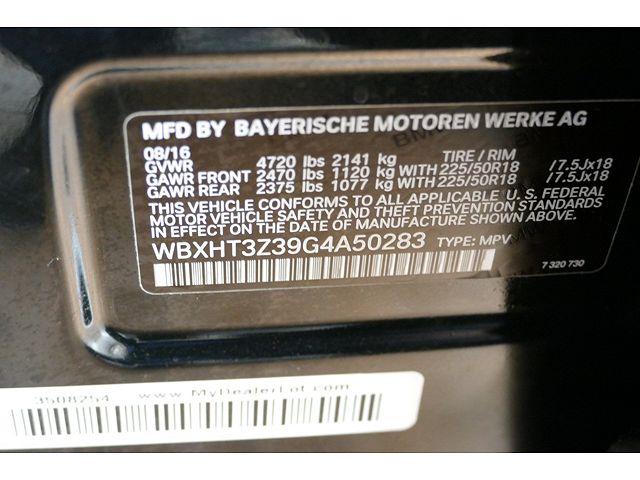 MFD BY BAYERISCHE MOTOREN WERKE AG
08/16
GVWR 4720 lbs 2141 kg TIRE / RIM
GAWR FRONT 2470 lbs 1120 kg WITH 225/50R18 /7.5Jx18
GAWR REAR 2375 lbs 1077 kg WITH 225/50R18 /7.5Jx18
THIS VEHICLE CONFORMS TO ALL APPLICABLE U. S. FEDERAL
MOTOR VEHICLE SAFETY AND THEFT PREVENTION STANDARDS
IN EFFECT ON THE DATE OF MANUFACTURE SHOWN ABOVE.
WBXHT3Z39G4A50283 TYPE: MPV
7 320 730
3508254 www.MyDealerLot.com